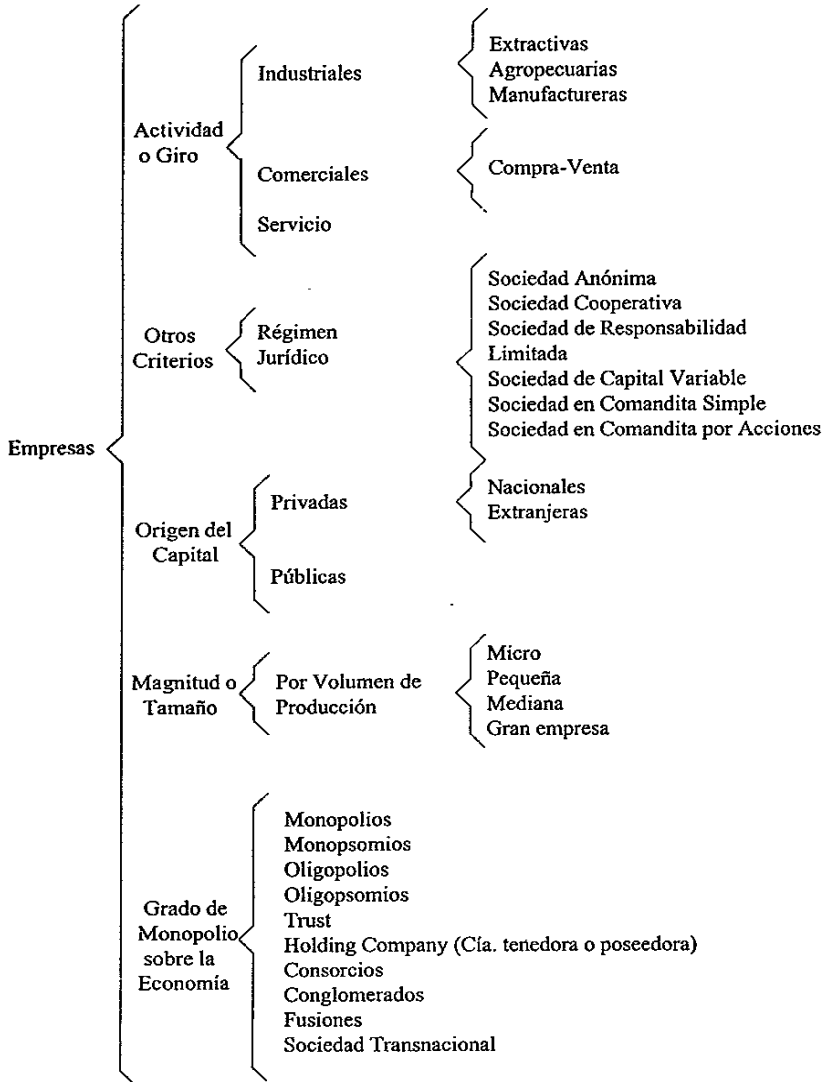 Empresas
Actividad
o Giro
Industriales
Extractivas
Agropecuarias
Manufactureras
Comerciales
Compra-Venta
Servicio
Otros
Criterios
Régimen
Jurídico
Sociedad Anónima
Sociedad Cooperativa
Sociedad de Responsabilidad
Limitada
Sociedad de Capital Variable
Sociedad en Comandita Simple
Sociedad en Comandita por Acciones
Origen del
Capital
Privadas
Nacionales
Extranjeras
Públicas
Magnitud o
Tamaño
Por Volumen de
Producción
Micro
Pequeña
Mediana
Gran empresa
Grado de
Monopolio
sobre la
Economía
Monopolios
Monopsomios
Oligopolios
Oligopsomios
Trust
Holding Company (Cía. tenedora o poseedora)
Consorcios
Conglomerados
Fusiones
Sociedad Transnacional